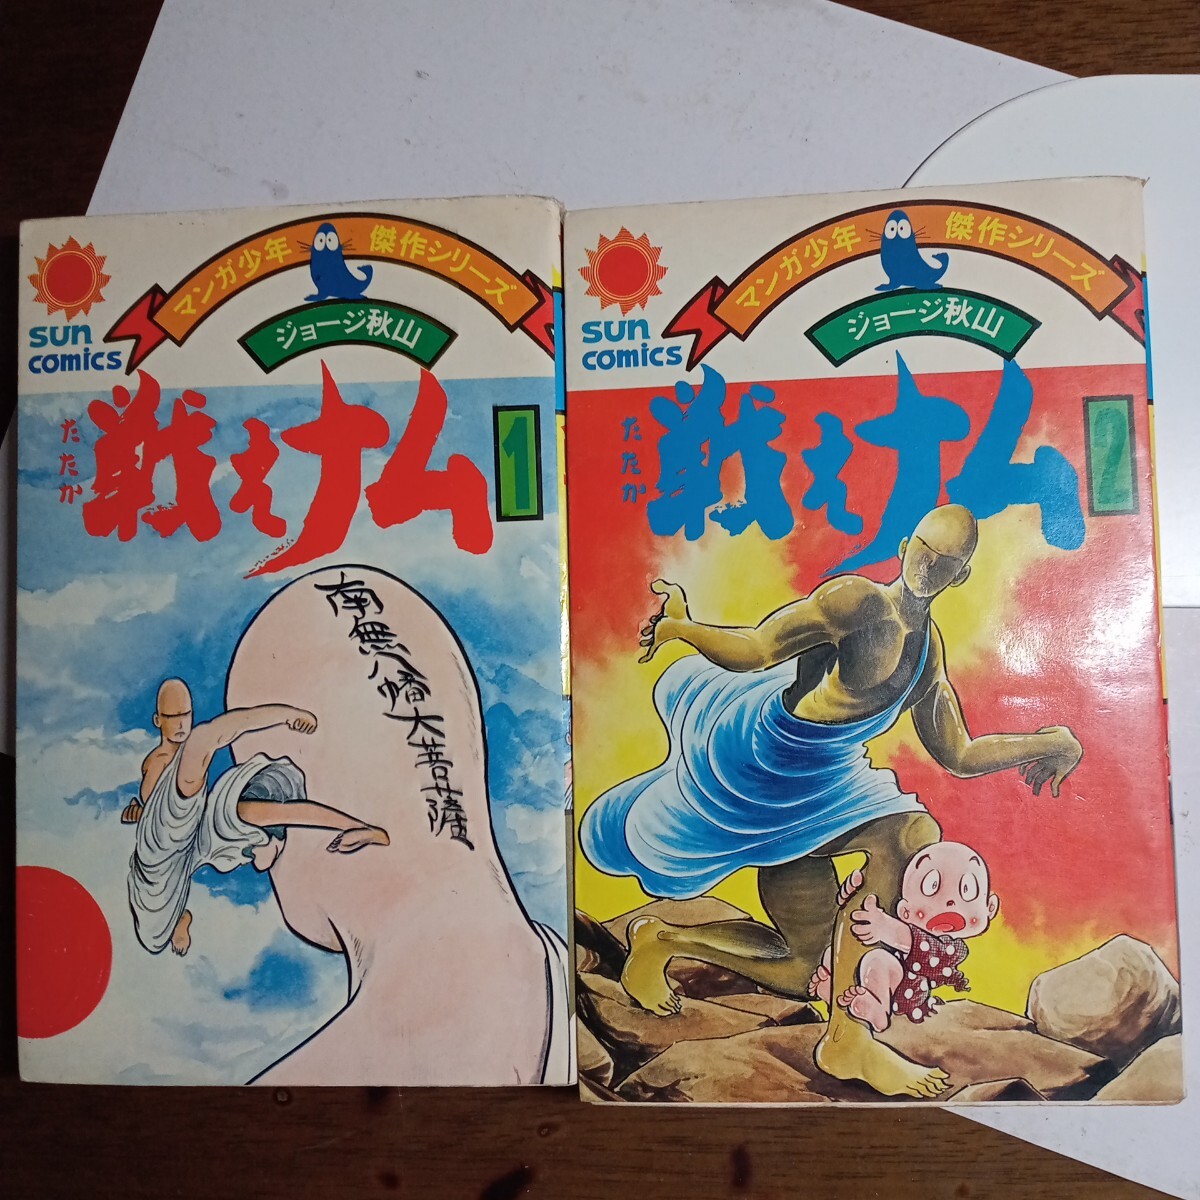 マンガ少年 傑作シリーズ
ジョージ秋山
sun
comics
たたか
戦えナム
1
南無八幡大菩薩
マンガ少年 傑作シリーズ
ジョージ秋山
sun
comics
たたか
戦えナム
2